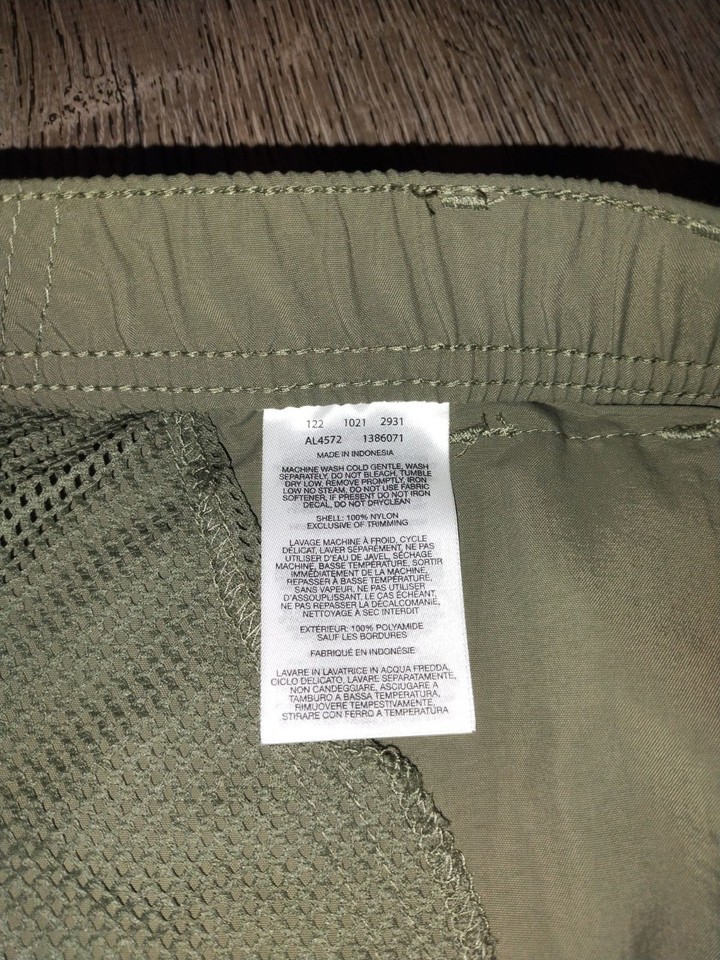 122 1021 2931
AL4572 1386071
MADE IN INDONESIA
MACHINE WASH COLD GENTLE, WASH
SEPARATELY, DO NOT BLEACH, TUMBLE
DRY LOW, REMOVE PROMPTLY, IRON
LOW NO STEAM, DO NOT USE FABRIC
SOFTENER, IF PRESENT DO NOT IRON
DECAL, DO NOT DRYCLEAN
SHELL: 100% NYLON
EXCLUSIVE OF TRIMMING
LAVAGE MACHINE À FROID, CYCLE
DÉLICAT, LAVER SÉPARÉMENT, NE PAS
UTILISER D'EAU DE JAVEL, SÉCHAGE
MACHINE, BASSE TEMPÉRATURE, SORTIR
IMMÉDIATEMENT DE LA MACHINE,
REPASSER À BASSE TEMPÉRATURE,
SANS VAPEUR, NE PAS UTILISER
D'ASSOUPLISSANT, LE CAS ÉCHÉANT,
NE PAS REPASSER LA DÉCALCOMANIE,
NETTOYAGE À SEC INTERDIT
EXTÉRIEUR: 100% POLYAMIDE
SAUF LES BORDURES
FABRIQUÉ EN INDONÉSIE
LAVARE IN LAVATRICE IN ACQUA FREDDA,
CICLO DELICATO, LAVARE SEPARATAMENTE,
NON CANDEGGIARE, ASCIUGARE A
TAMBURO A BASSA TEMPERATURA,
RIMUOVERE TEMPESTIVAMENTE,
STIRARE CON FERRO A TEMPERATURA